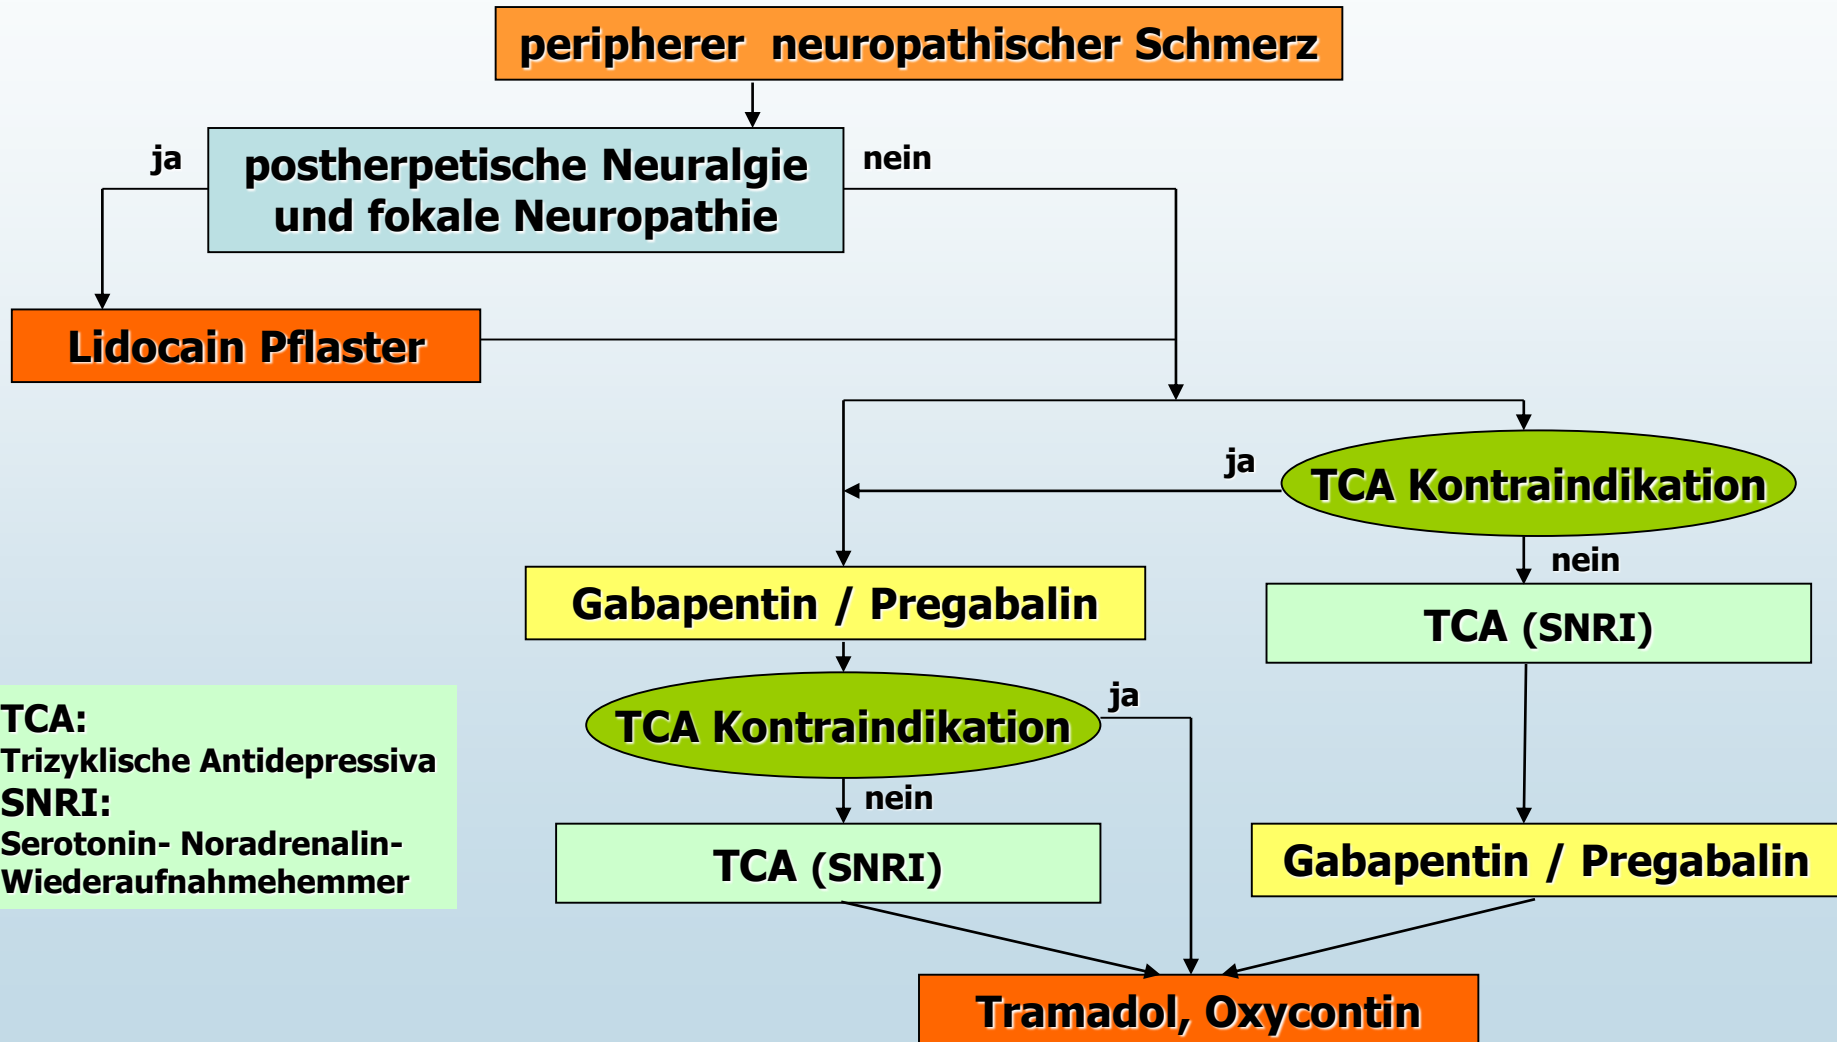 peripherer neuropathischer Schmerz
ja
postherpetische Neuralgie
und fokale Neuropathie
nein
Lidocain Pflaster
ja
TCA Kontraindikation
nein
Gabapentin / Pregabalin
TCA (SNRI)
TCA Kontraindikation
ja
nein
TCA:
Trizyklische Antidepressiva
SNRI:
Serotonin- Noradrenalin-
Wiederaufnahmehemmer
TCA (SNRI)
Gabapentin / Pregabalin
Tramadol, Oxycontin